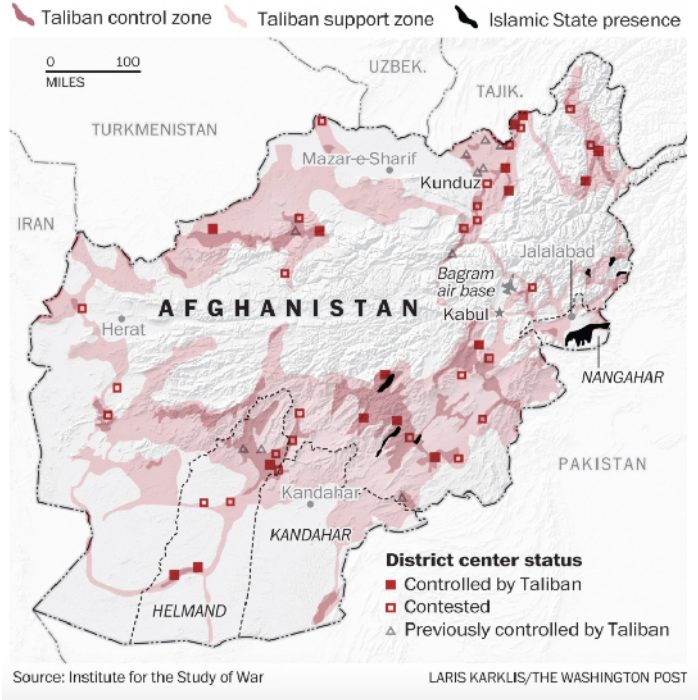 Taliban control zone
Taliban support zone
Islamic State presence
0 100
MILES
UZBEK.
TAJIK.
TURKMENISTAN
Mazar-e-Sharif
Kunduz
IRAN
Jalalabad
Bagram
air base
AFGHANISTAN
Kabul
Herat
NANGAHAR
PAKISTAN
Kandahar
KANDAHAR
District center status
Controlled by Taliban
Contested
HELMAND
Previously controlled by Taliban
Source: Institute for the Study of War
LARIS KARKLIS/THE WASHINGTON POST